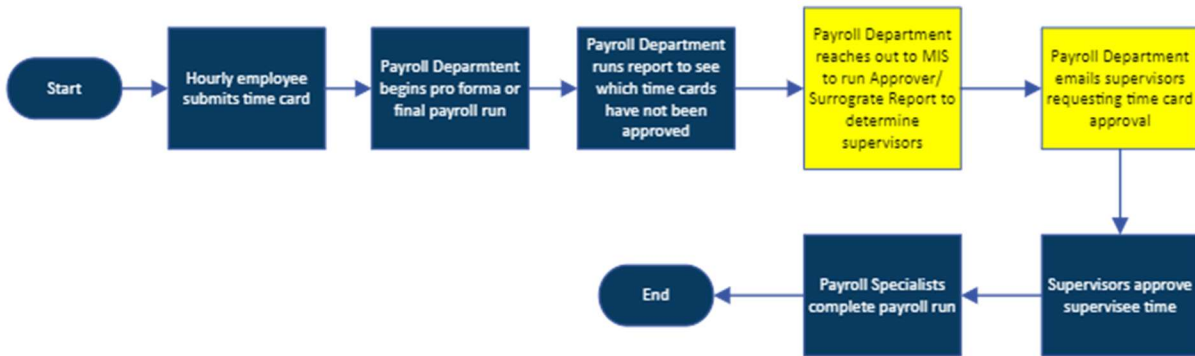 Start
Hourly employee
submits time card
Payroll Deparmtent
begins pro forma or
final payroll run
Payroll Department
runs report to see
which time cards
have not been
approved
Payroll Department
reaches out to MIS
to run Approver/
Surrograte Report to
determine
supervisors
Payroll Department
emails supervisors
requesting time card
approval
Supervisors approve
supervisee time
Payroll Specialists
complete payroll run
End